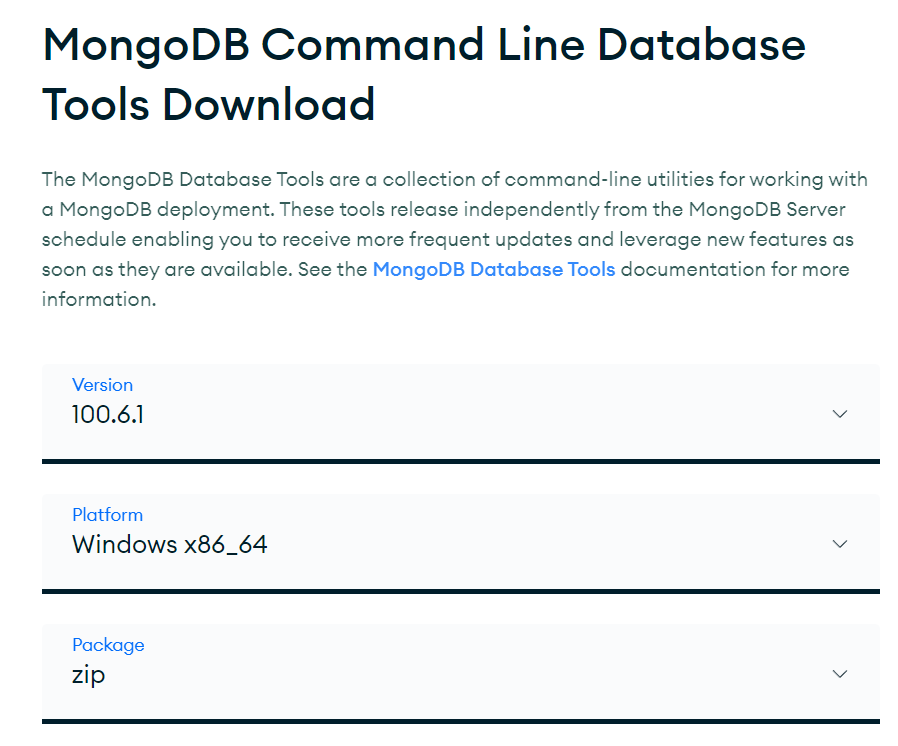 MongoDB Command Line Database
Tools Download
The MongoDB Database Tools are a collection of command-line utilities for working with
a MongoDB deployment. These tools release independently from the MongoDB Server
schedule enabling you to receive more frequent updates and leverage new features as
soon as they are available. See the MongoDB Database Tools documentation for more
information.
Version
100.6.1
Platform
Windows x86_64
Package
zip